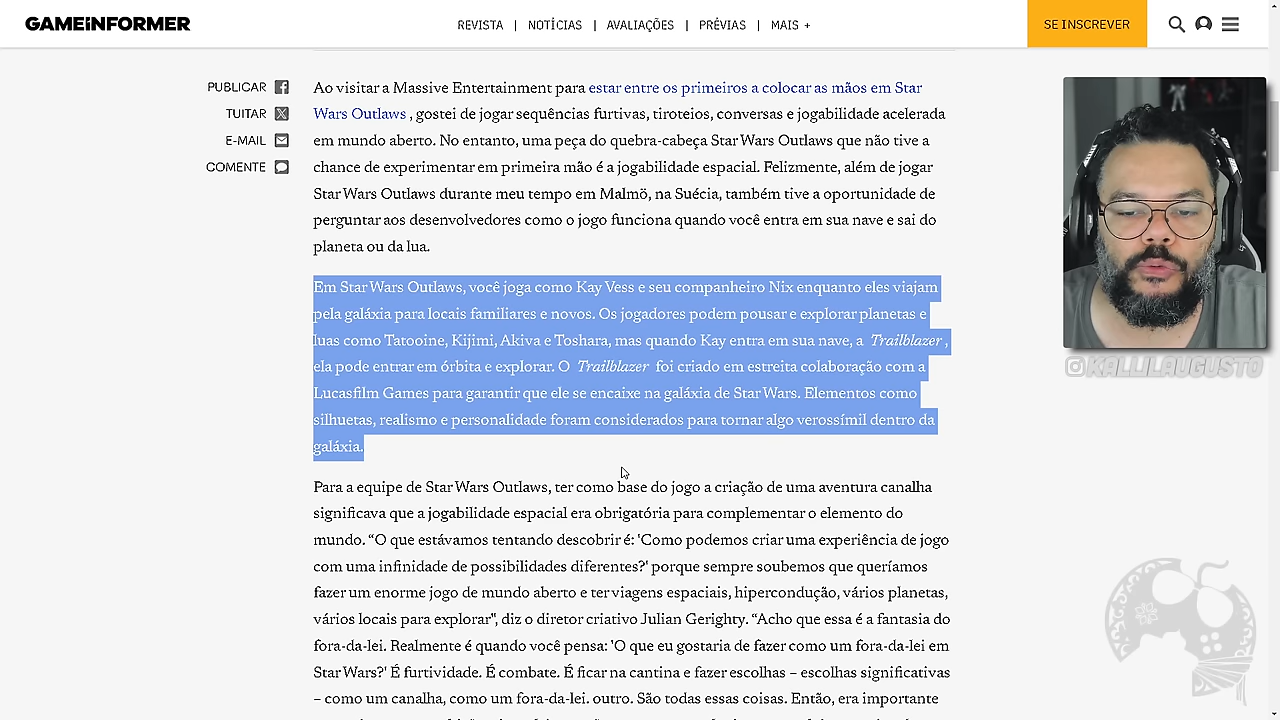 GAMEiNFORMER
REVISTA | NOTÍCIAS | AVALIAÇÕES | PRÉVIAS | MAIS +
SE INSCREVER
PUBLICAR
TUITAR
E-MAIL
COMENTE
Ao visitar a Massive Entertainment para estar entre os primeiros a colocar as mãos em Star
Wars Outlaws , gostei de jogar sequências furtivas, tiroteios, conversas e jogabilidade acelerada
em mundo aberto. No entanto, uma peça do quebra-cabeça Star Wars Outlaws que não tive a
chance de experimentar em primeira mão é a jogabilidade espacial. Felizmente, além de jogar
Star Wars Outlaws durante meu tempo em Malmö, na Suécia, também tive a oportunidade de
perguntar aos desenvolvedores como o jogo funciona quando você entra em sua nave e sai do
planeta ou da lua.
Em Star Wars Outlaws, você joga como Kay Vess e seu companheiro Nix enquanto eles viajam
pela galáxia para locais familiares e novos. Os jogadores podem pousar e explorar planetas e
luas como Tatooine, Kijimi, Akiva e Toshara, mas quando Kay entra em sua nave, a Trailblazer ,
ela pode entrar em órbita e explorar. O Trailblazer foi criado em estreita colaboração com a
Lucasfilm Games para garantir que ele se encaixe na galáxia de Star Wars. Elementos como
silhuetas, realismo e personalidade foram considerados para tornar algo verossímil dentro da
galáxia.
Para a equipe de Star Wars Outlaws, ter como base do jogo a criação de uma aventura canalha
significava que a jogabilidade espacial era obrigatória para complementar o elemento do
mundo. “O que estávamos tentando descobrir é: 'Como podemos criar uma experiência de jogo
com uma infinidade de possibilidades diferentes?' porque sempre soubemos que queríamos
fazer um enorme jogo de mundo aberto e ter viagens espaciais, hipercondução, vários planetas,
vários locais para explorar", diz o diretor criativo Julian Gerighty. “Acho que essa é a fantasia do
fora-da-lei. Realmente é quando você pensa: 'O que eu gostaria de fazer como um fora-da-lei em
Star Wars?' É furtividade. É combate. É ficar na cantina e fazer escolhas – escolhas significativas
– como um canalha, como um fora-da-lei. outro. São todas essas coisas. Então, era importante
@KALLILAUGUSTO